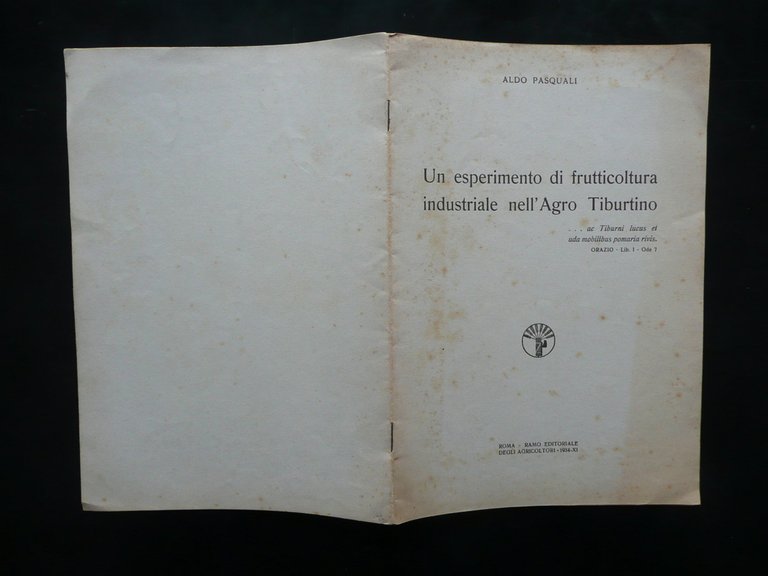 ALDO PASQUALI
Un esperimento di frutticoltura
industriale nell'Agro Tiburtino
. . . ac Tiburni lucus et
uda mobilibus pomaria rivis.
ORAZIO - Lib. I - Ode 7
ROMA - RAMO EDITORIALE
DEGLI AGRICOLTORI - 1934-XI